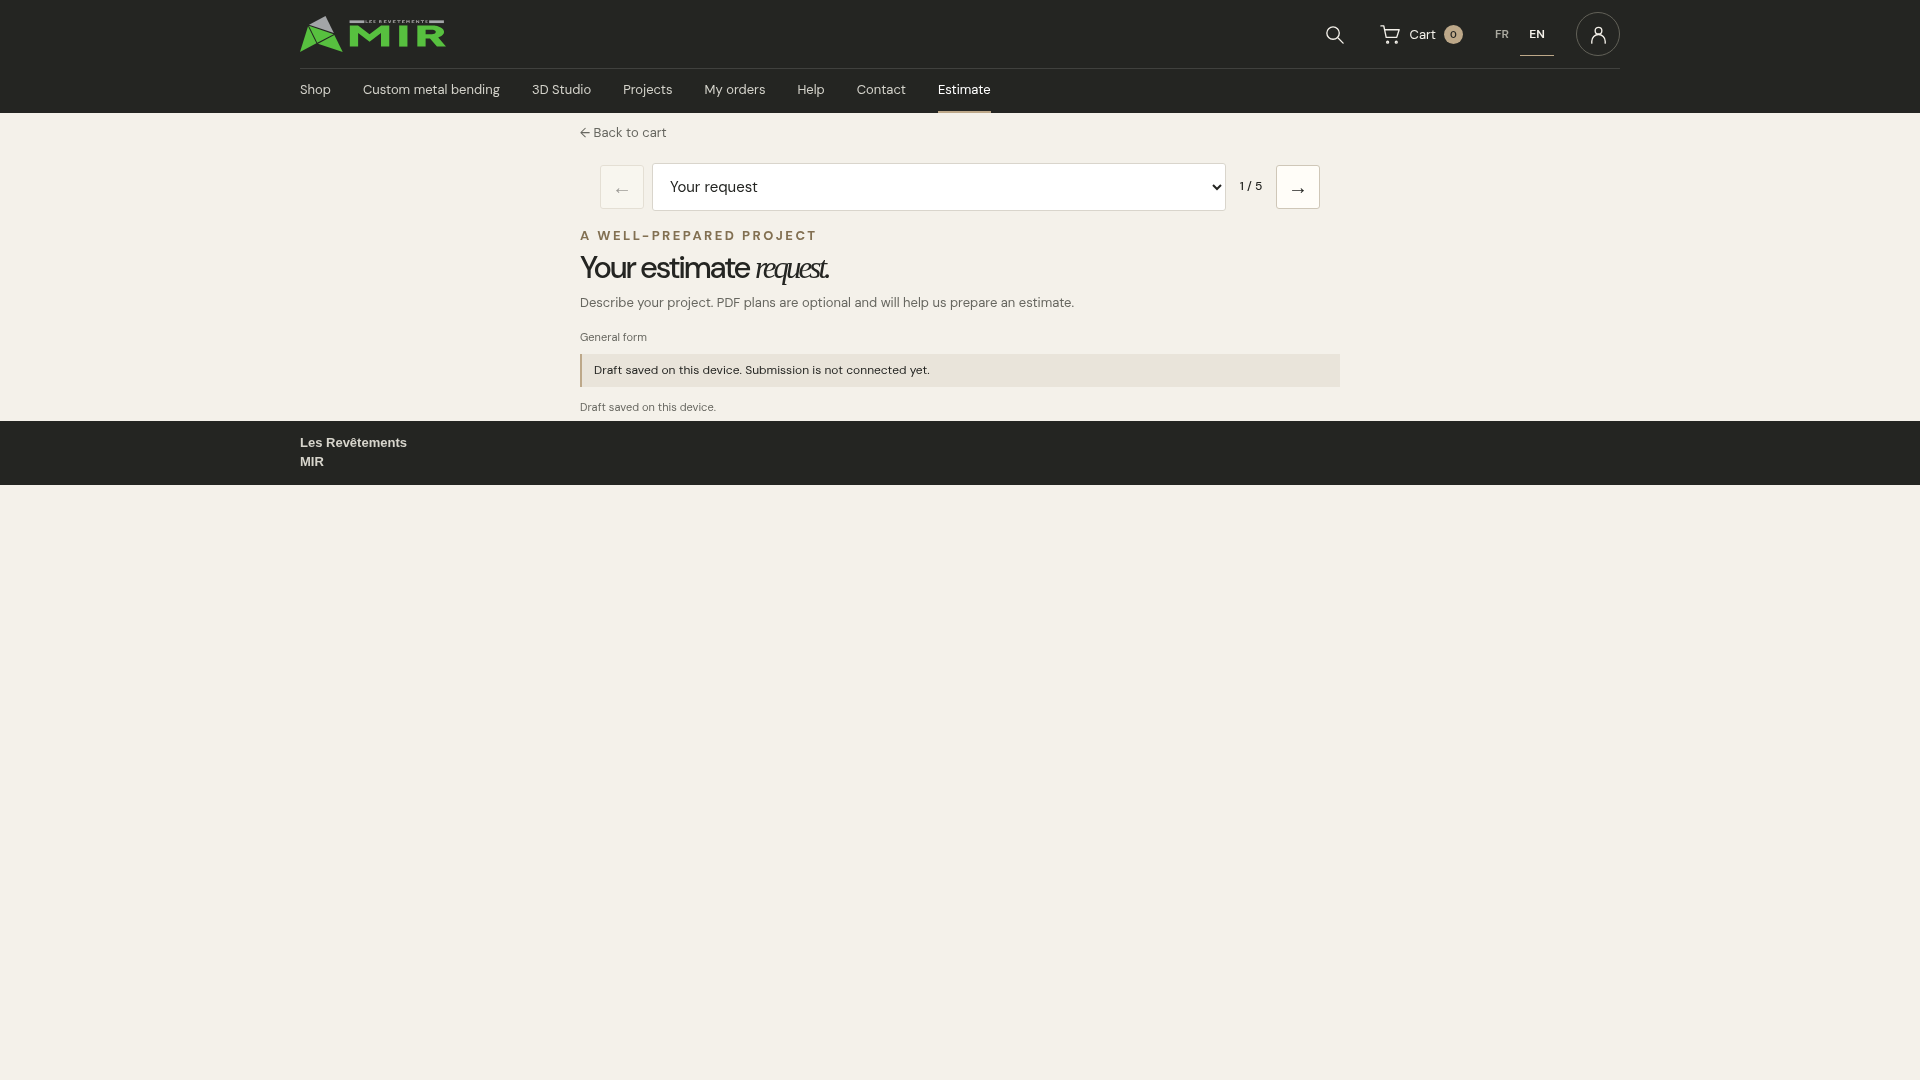 LES REVÊTEMENTS
MIR
Cart 0
FR EN
Shop Custom metal bending 3D Studio Projects My orders Help Contact Estimate
← Back to cart
← Your request 1 / 5 →
A WELL-PREPARED PROJECT
Your estimate request.
Describe your project. PDF plans are optional and will help us prepare an estimate.
General form
Draft saved on this device. Submission is not connected yet.
Draft saved on this device.
Les Revêtements
MIR